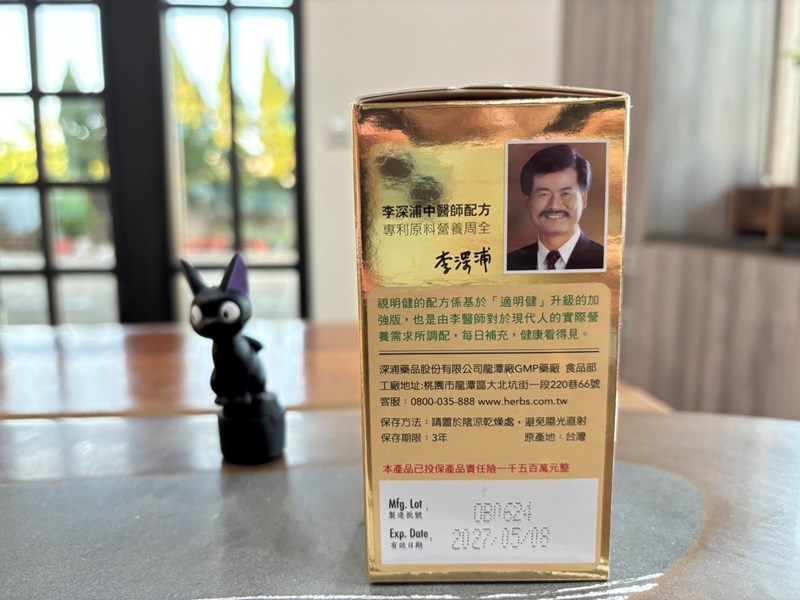 李深浦中醫師配方
專利原料營養周全
李深浦
視明健的配方係基於「適明健」升級的加
強版，也是由李醫師對於現代人的實際營
養需求所調配，每日補充，健康看得見。
深浦藥品股份有限公司龍潭廠GMP藥廠 食品部
工廠地址:桃園市龍潭區大北坑街一段220巷66號
客服：0800-035-888 www.herbs.com.tw
保存方法：請置於陰涼乾燥處，避免陽光直射
保存期限：3年 原產地：台灣
本產品已投保產品責任險一千五百萬元整
Mfg. Lot : 0BN624
製造批號
Exp. Date : 2027/05/08
有效日期